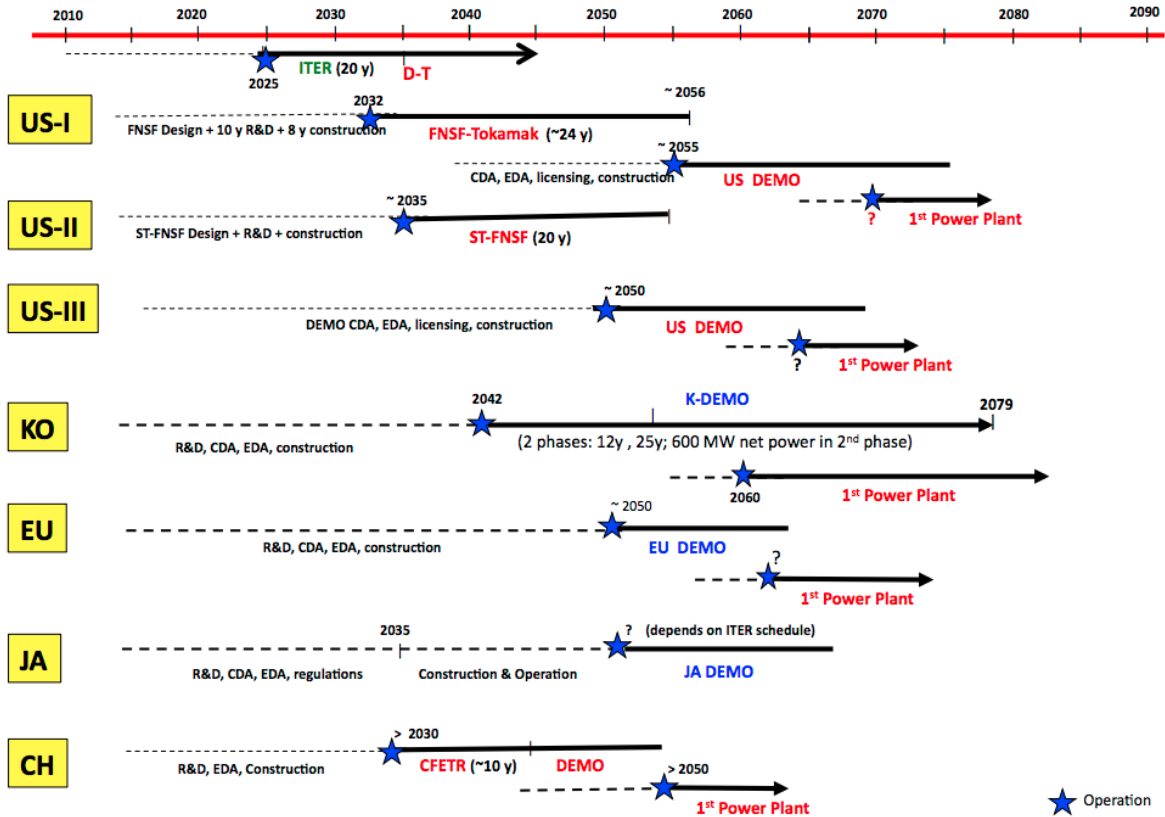 2010 2020 2030 2040 2050 2060 2070 2080 2090
ITER (20 y) D-T
2025
US-I
2032
~ 2056
FNSF Design + 10 y R&D + 8 y construction
FNSF-Tokamak (~24 y)
~ 2055
CDA, EDA, licensing, construction
US DEMO
US-II
~ 2035
?
1st Power Plant
ST-FNSF Design + R&D + construction
ST-FNSF (20 y)
US-III
~ 2050
DEMO CDA, EDA, licensing, construction
US DEMO
?
1st Power Plant
KO
2042
K-DEMO
2079
R&D, CDA, EDA, construction
(2 phases: 12y , 25y; 600 MW net power in 2nd phase)
2060
1st Power Plant
EU
~ 2050
R&D, CDA, EDA, construction
EU DEMO
?
1st Power Plant
JA
2035
? (depends on ITER schedule)
R&D, CDA, EDA, regulations
Construction & Operation
JA DEMO
CH
> 2030
R&D, EDA, Construction
CFETR (~10 y)
DEMO
> 2050
1st Power Plant
Operation